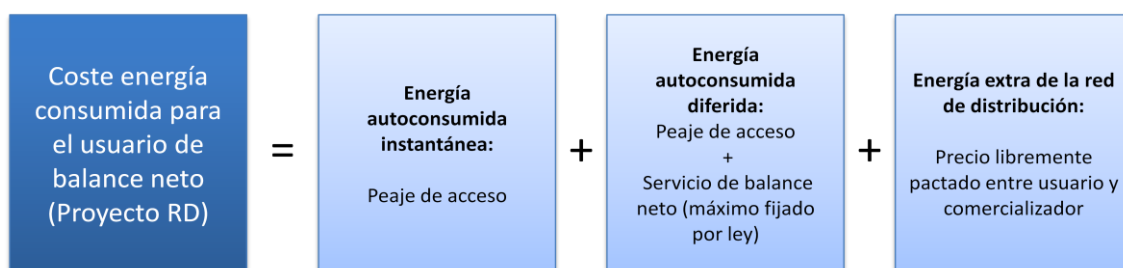 Coste energía
consumida para
el usuario de
balance neto
(Proyecto RD)
=
Energía
autoconsumida
instantánea:
Peaje de acceso
+
Energía
autoconsumida
diferida:
Peaje de acceso
+
Servicio de balance
neto (máximo fijado
por ley)
+
Energía extra de la red
de distribución:
Precio libremente
pactado entre usuario y
comercializador